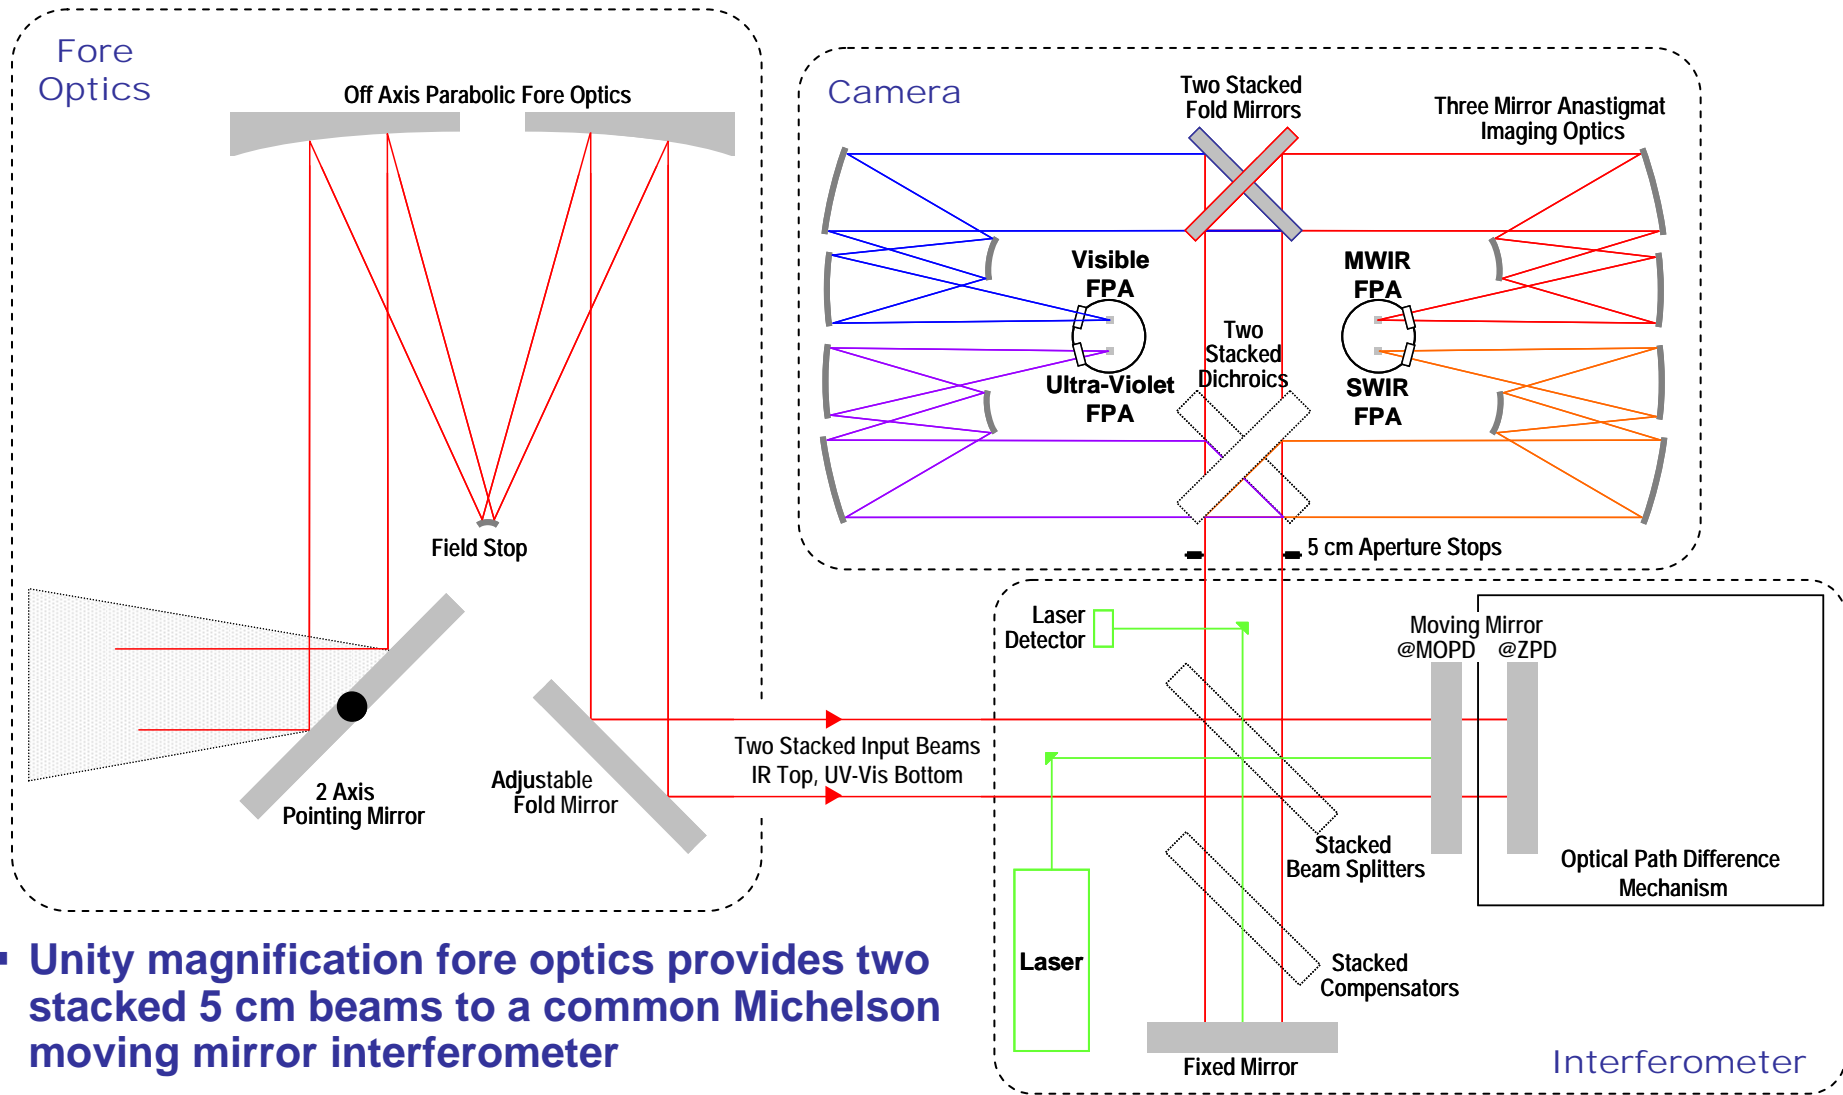 Fore
Optics
Off Axis Parabolic Fore Optics
Field Stop
2 Axis
Pointing Mirror
Adjustable
Fold Mirror
Camera
Two Stacked
Fold Mirrors
Three Mirror Anastigmat
Imaging Optics
Visible
FPA
MWIR
FPA
Two
Stacked
Dichroics
Ultra-Violet
FPA
SWIR
FPA
5 cm Aperture Stops
Laser
Detector
Moving Mirror
@MOPD @ZPD
Two Stacked Input Beams
IR Top, UV-Vis Bottom
Stacked
Beam Splitters
Optical Path Difference
Mechanism
Laser
Stacked
Compensators
Fixed Mirror
Interferometer
▪ Unity magnification fore optics provides two
stacked 5 cm beams to a common Michelson
moving mirror interferometer